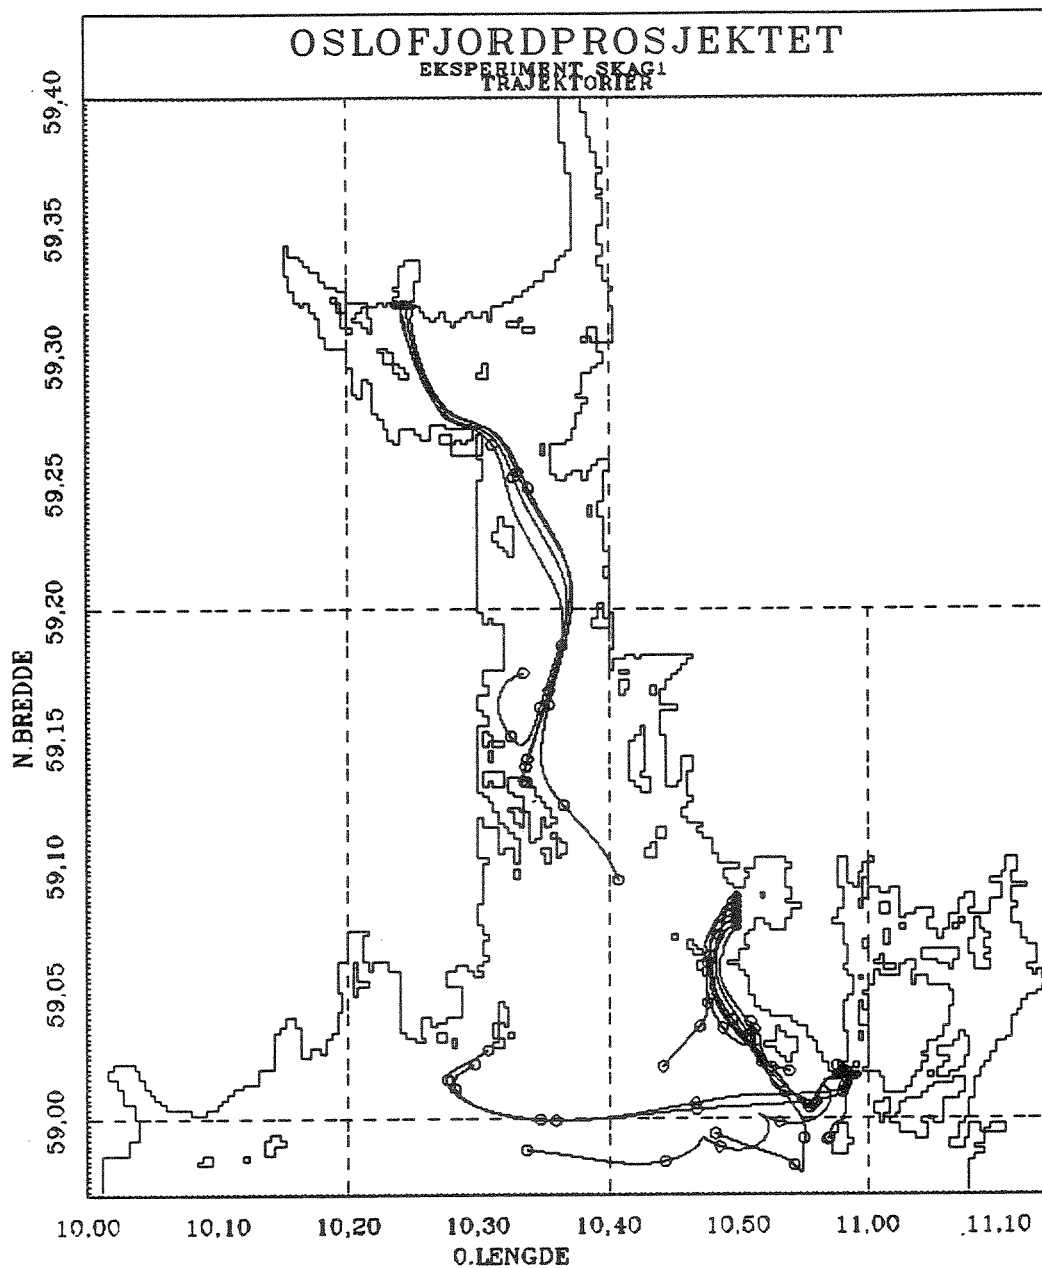 OSLOFJORDPROSJEKTET
EKSPERIMENT SKAG1
TRAJEKTORIER
59,40
59,35
59,30
59,25
59,20
59,15
59,10
59,05
59,00
N.BREDDE
10.00 10,10 10,20 10,30 10,40 10,50 11,00 11,10
O.LENGDE